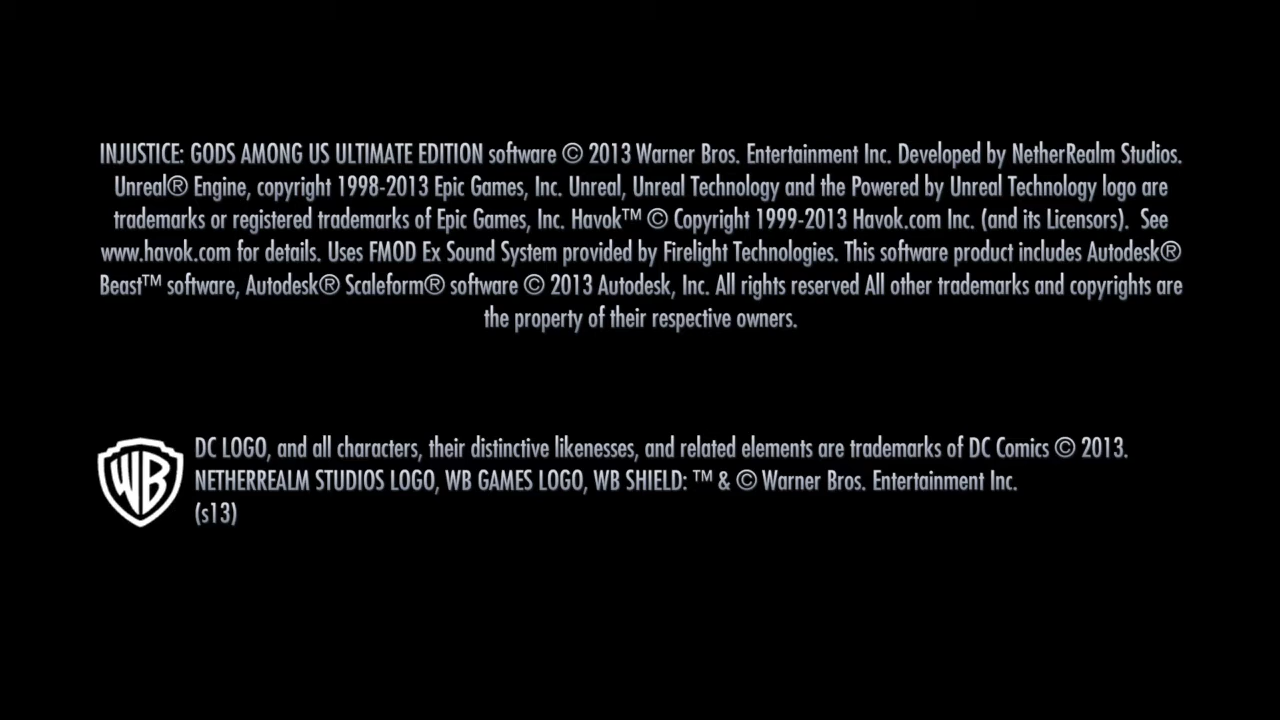 INJUSTICE: GODS AMONG US ULTIMATE EDITION software © 2013 Warner Bros. Entertainment Inc. Developed by NetherRealm Studios.
Unreal® Engine, copyright 1998-2013 Epic Games, Inc. Unreal, Unreal Technology and the Powered by Unreal Technology logo are
trademarks or registered trademarks of Epic Games, Inc. Havok™ © Copyright 1999-2013 Havok.com Inc. (and its Licensors). See
www.havok.com for details. Uses FMOD Ex Sound System provided by Firelight Technologies. This software product includes Autodesk®
Beast™ software, Autodesk® Scaleform® software © 2013 Autodesk, Inc. All rights reserved All other trademarks and copyrights are
the property of their respective owners.
WB
DC LOGO, and all characters, their distinctive likenesses, and related elements are trademarks of DC Comics © 2013.
NETHERREALM STUDIOS LOGO, WB GAMES LOGO, WB SHIELD: ™ & © Warner Bros. Entertainment Inc.
(s13)